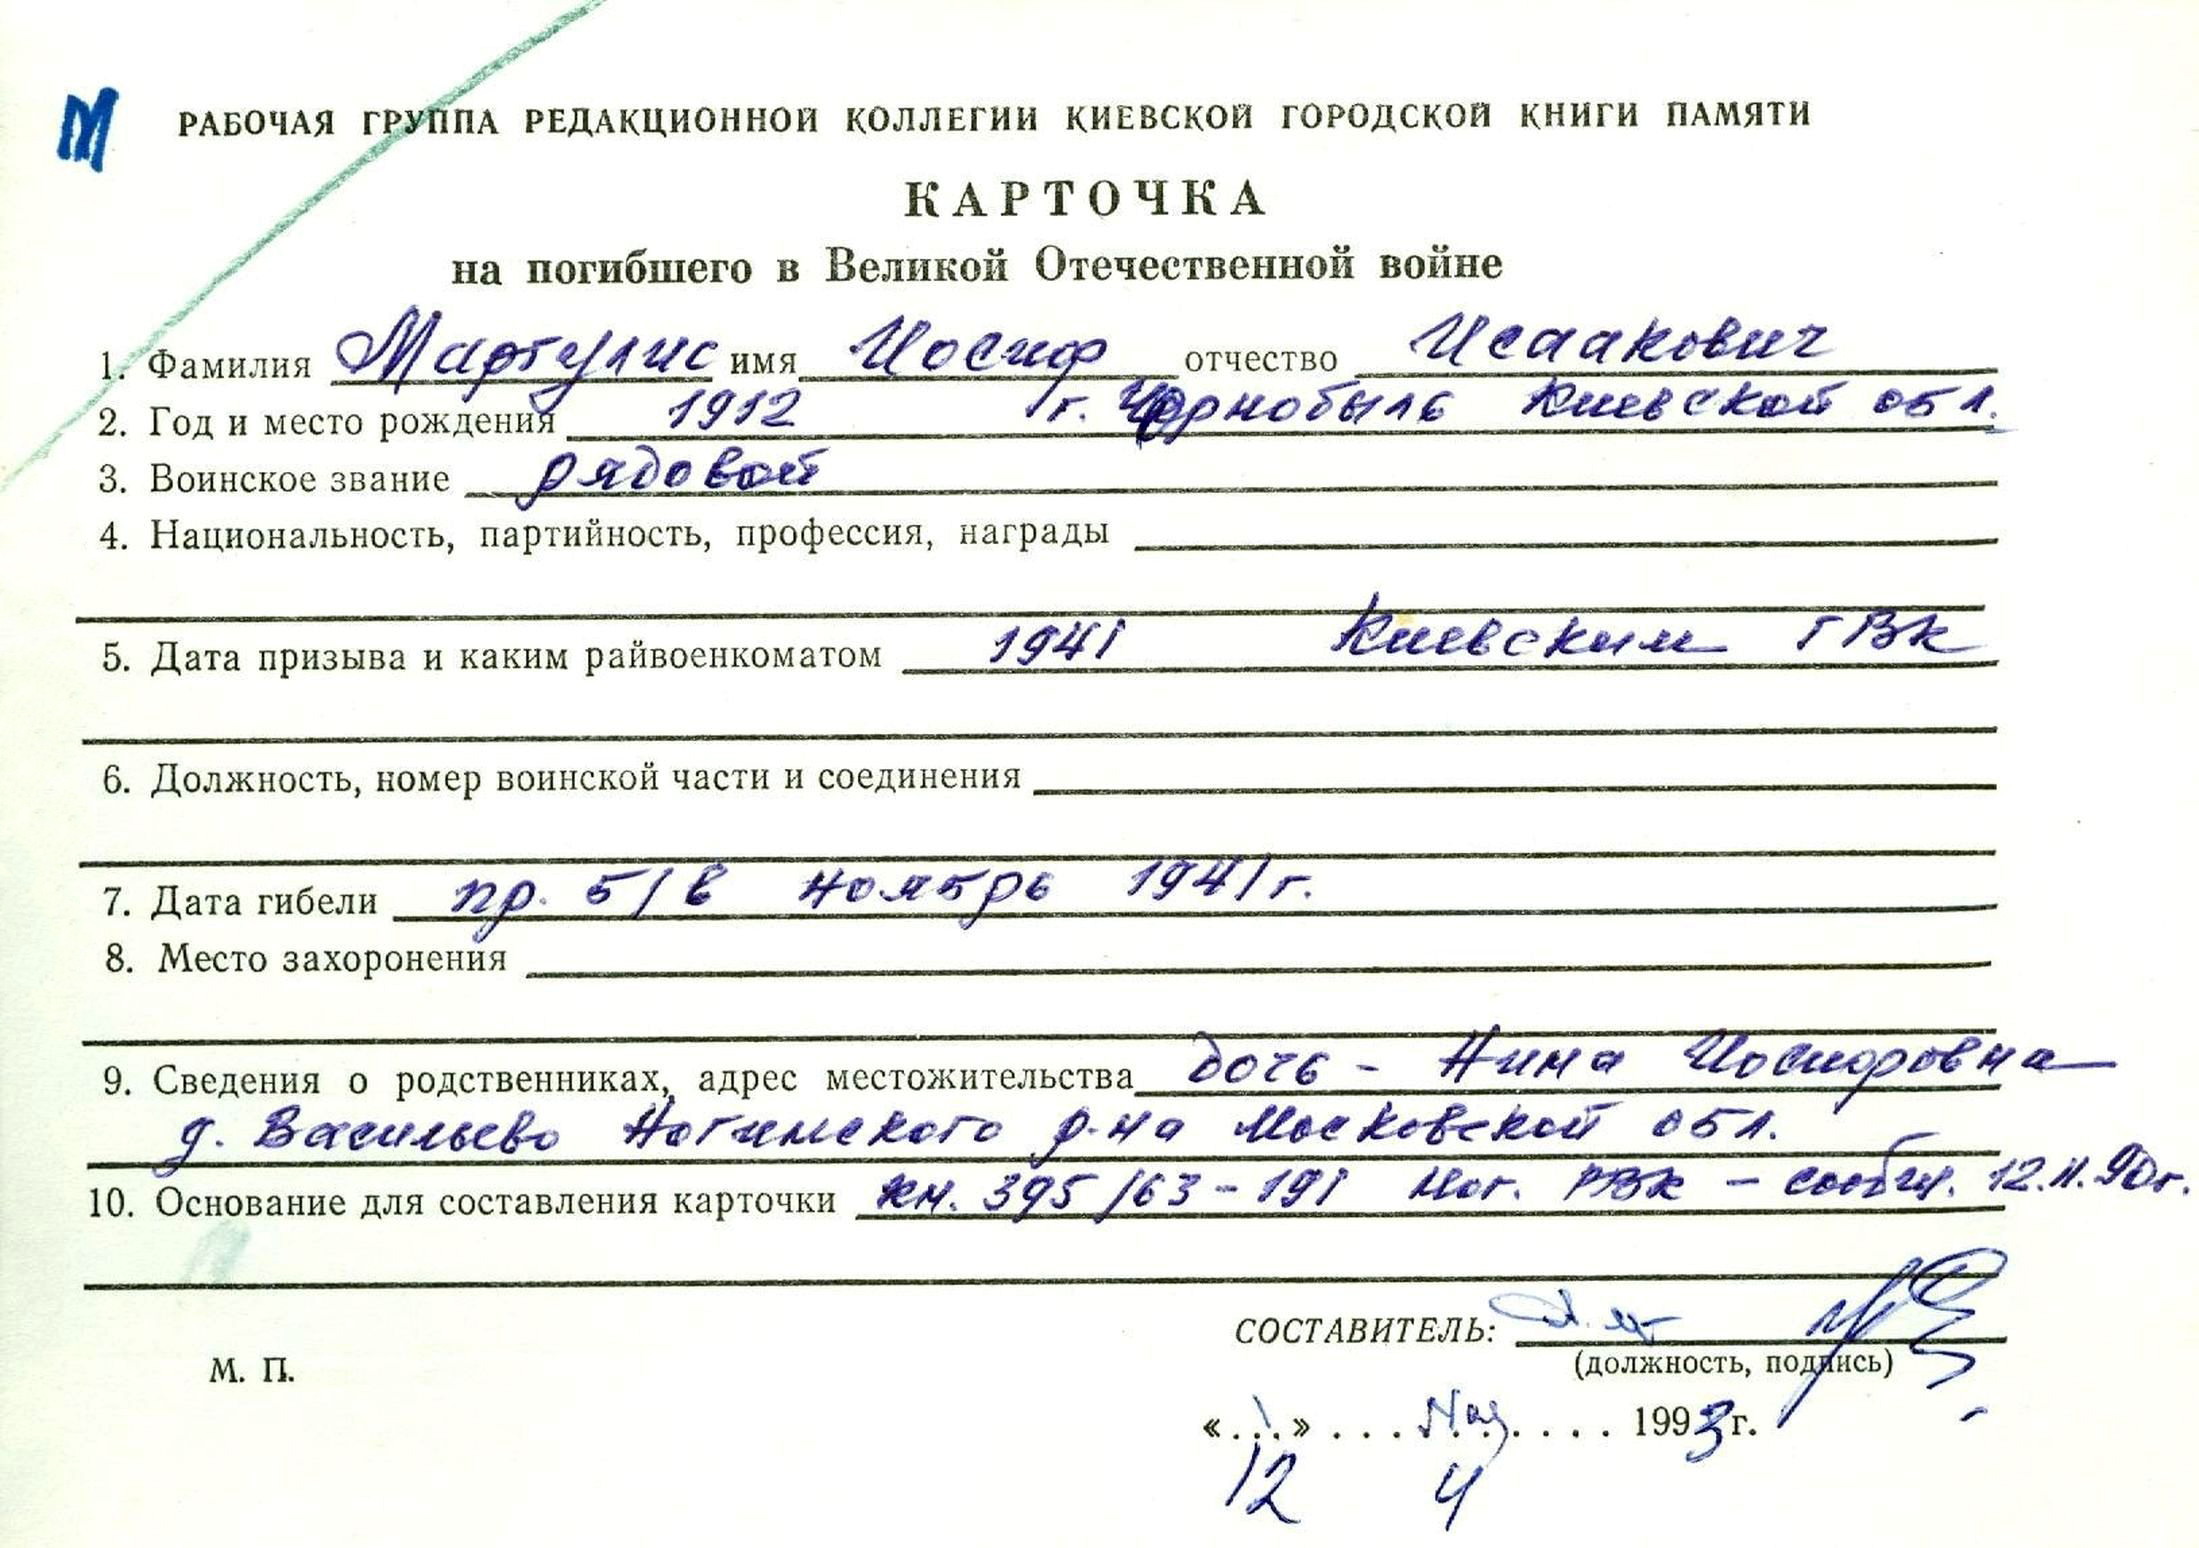 М
РАБОЧАЯ ГРУППА РЕДАКЦИОННОЙ КОЛЛЕГИИ КИЕВСКОЙ ГОРОДСКОЙ КНИГИ ПАМЯТИ
КАРТОЧКА
на погибшего в Великой Отечественной войне
1. Фамилия Мартулис имя Иосиф отчество Исаакович
2. Год и место рождения 1912 г. Чернобыль Киевской обл.
3. Воинское звание рядовой
4. Национальность, партийность, профессия, награды
5. Дата призыва и каким райвоенкоматом 1941 Киевским ГВК
6. Должность, номер воинской части и соединения
7. Дата гибели пр. б/в ноябрь 1941 г.
8. Место захоронения
9. Сведения о родственниках, адрес местожительства дочь - Нина Иосифовна
д. Васильево Ногинского р-на Московской обл.
10. Основание для составления карточки кн. 395/63-191 Ног. РВК - сообщ. 12.11.90г.
СОСТАВИТЕЛЬ:
(должность, подпись)
М. П.
«...» ........ 1993 г.
12 4